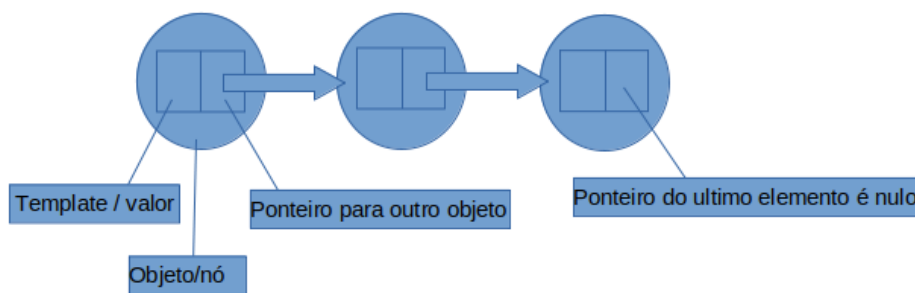 Template / valor
Ponteiro para outro objeto
Ponteiro do ultimo elemento é nulo
Objeto/nó